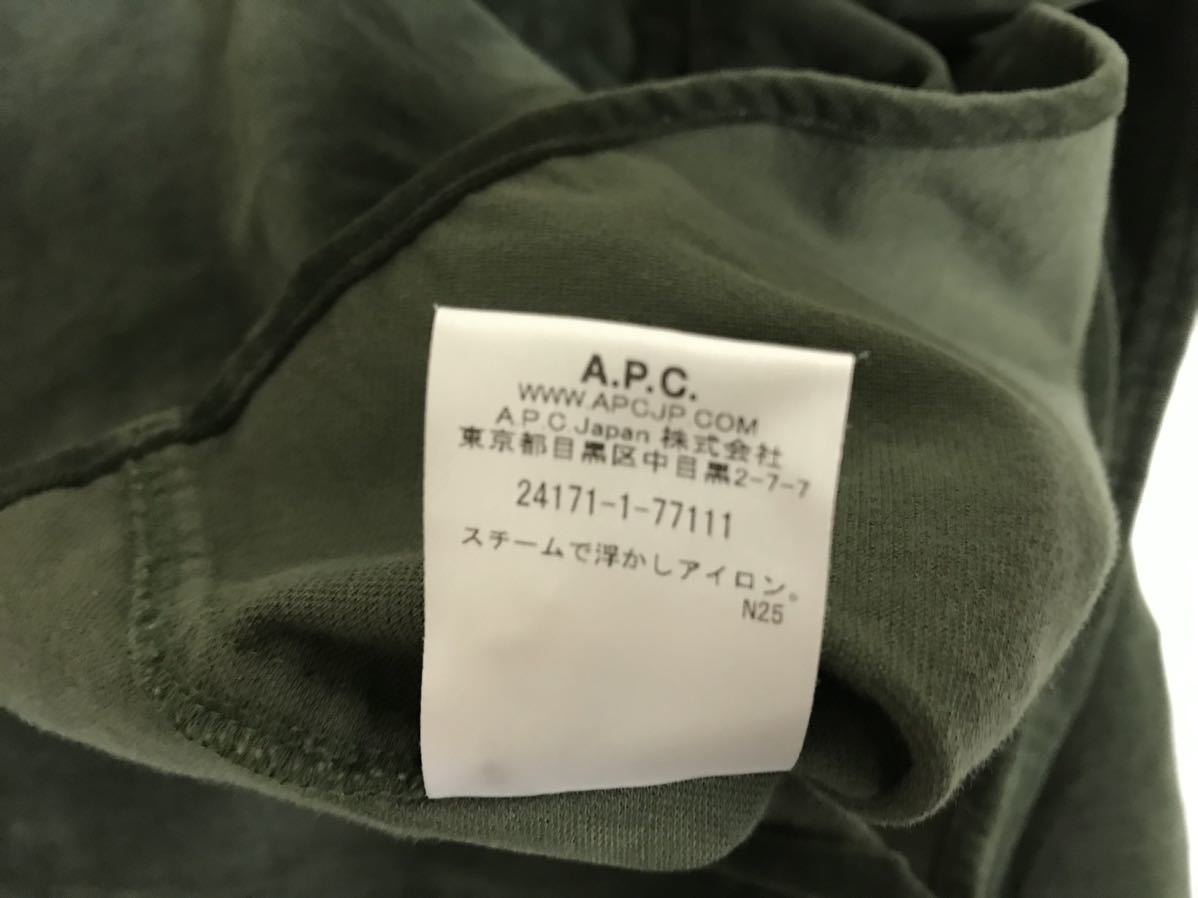 A.P.C.
WWW.APCJP.COM
A.P.C.Japan 株式会社
東京都目黒区中目黒2-7-7
24171-1-77111
スチームで浮かしアイロン。
N25